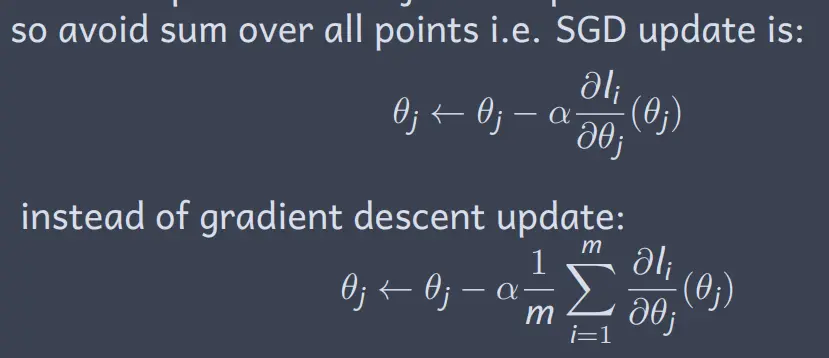 so avoid sum over all points i.e. SGD update is:
θ_j ← θ_j − α ∂l_i/∂θ_j (θ_j)
instead of gradient descent update:
θ_j ← θ_j − α 1/m ∑_{i=1}^{m} ∂l_i/∂θ_j (θ_j)